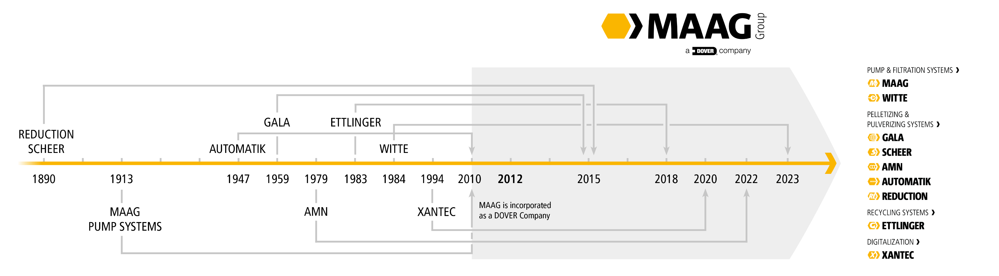 MAAG Group
a DOVER company
REDUCTION
SCHEER
AUTOMATIK
GALA
ETTLINGER
WITTE
1890 1913 1947 1959 1979 1983 1984 1994 2010 2012 2015 2018 2020 2022 2023
MAAG
PUMP SYSTEMS
AMN
XANTEC
MAAG is incorporated
as a DOVER Company
PUMP & FILTRATION SYSTEMS
M MAAG
WITTE
PELLETIZING &
PULVERIZING SYSTEMS
GALA
S SCHEER
AMN
AUTOMATIK
RE REDUCTION
RECYCLING SYSTEMS
ETTLINGER
DIGITALIZATION
X XANTEC